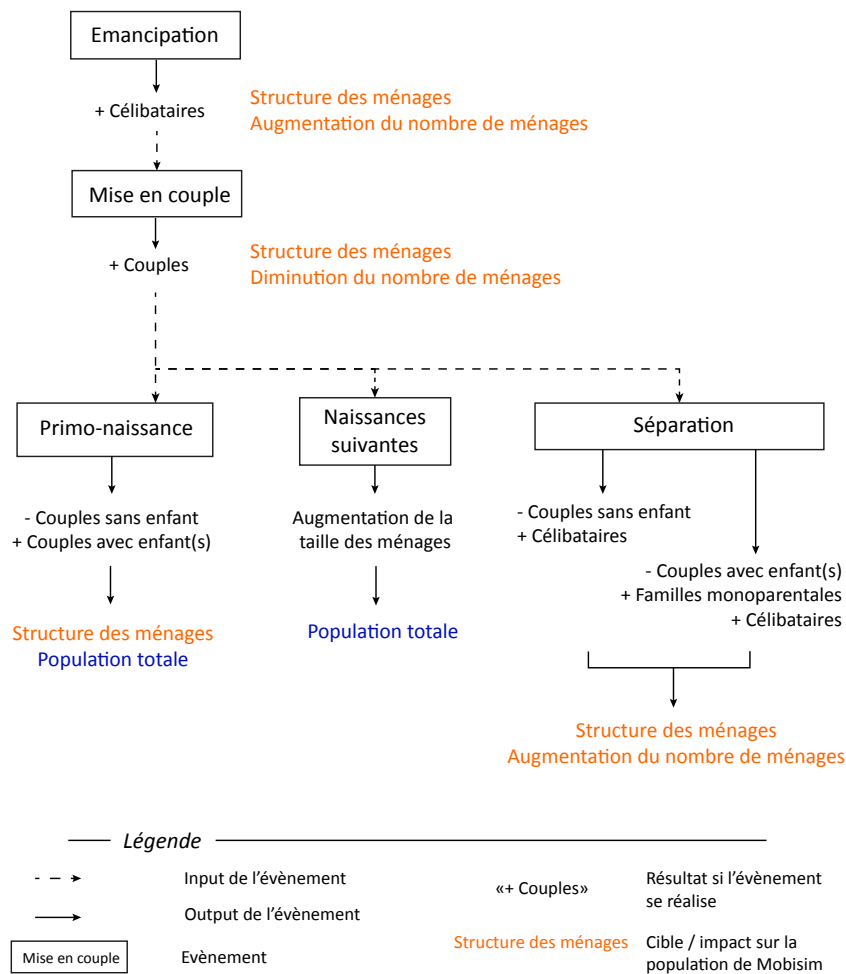 Emancipation
+ Célibataires
Structure des ménages
Augmentation du nombre de ménages
Mise en couple
+ Couples
Structure des ménages
Diminution du nombre de ménages
Primo-naissance
- Couples sans enfant
+ Couples avec enfant(s)
Structure des ménages
Population totale
Naissances
suivantes
Augmentation de la
taille des ménages
Population totale
Séparation
- Couples sans enfant
+ Célibataires
- Couples avec enfant(s)
+ Familles monoparentales
+ Célibataires
Structure des ménages
Augmentation du nombre de ménages
Légende
Input de l'évènement
Output de l'évènement
Mise en couple
Evènement
«+ Couples»
Résultat si l'évènement
se réalise
Structure des ménages
Cible / impact sur la
population de Mobisim